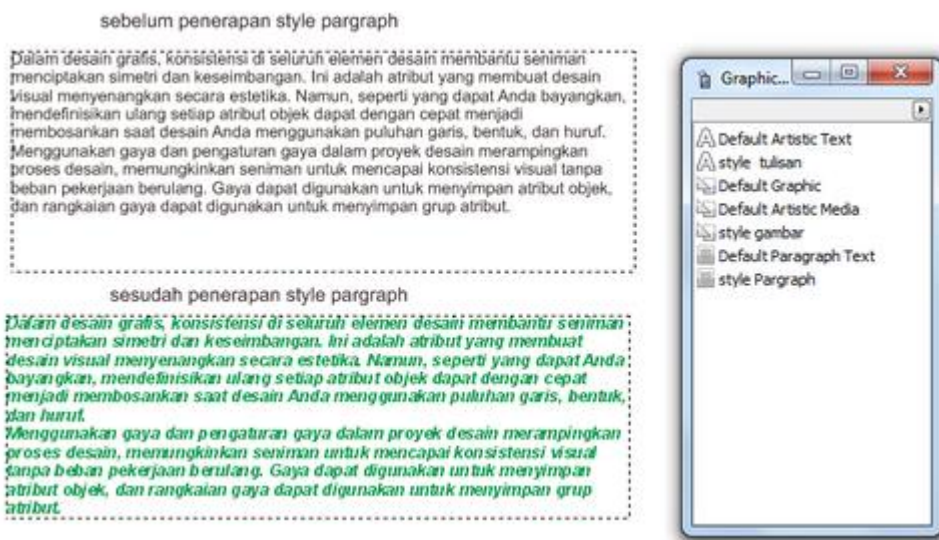 sebelum penerapan style pargraph
Dalam desain grafis, konsistensi di seluruh elemen desain membantu seniman
menciptakan simetri dan keseimbangan. Ini adalah atribut yang membuat desain
visual menyenangkan secara estetika. Namun, seperti yang dapat Anda bayangkan,
mendefinisikan ulang setiap atribut objek dapat dengan cepat menjadi
membosankan saat desain Anda menggunakan puluhan garis, bentuk, dan huruf.
Menggunakan gaya dan pengaturan gaya dalam proyek desain merampingkan
proses desain, memungkinkan seniman untuk mencapai konsistensi visual tanpa
beban pekerjaan berulang. Gaya dapat digunakan untuk menyimpan atribut objek,
dan rangkaian gaya dapat digunakan untuk menyimpan grup atribut.
sesudah penerapan style pargraph
Dalam desain grafis, konsistensi di seluruh elemen desain membantu seniman
menciptakan simetri dan keseimbangan. Ini adalah atribut yang membuat
desain visual menyenangkan secara estetika. Namun, seperti yang dapat Anda
bayangkan, mendefinisikan ulang setiap atribut objek dapat dengan cepat
menjadi membosankan saat desain Anda menggunakan puluhan garis, bentuk,
dan huruf.
Menggunakan gaya dan pengaturan gaya dalam proyek desain merampingkan
proses desain, memungkinkan seniman untuk mencapai konsistensi visual
tanpa beban pekerjaan berulang. Gaya dapat digunakan untuk menyimpan
atribut objek, dan rangkaian gaya dapat digunakan untuk menyimpan grup
atribut.
Graphic...
Default Artistic Text
style tulisan
Default Graphic
Default Artistic Media
style gambar
Default Paragraph Text
style Pargraph